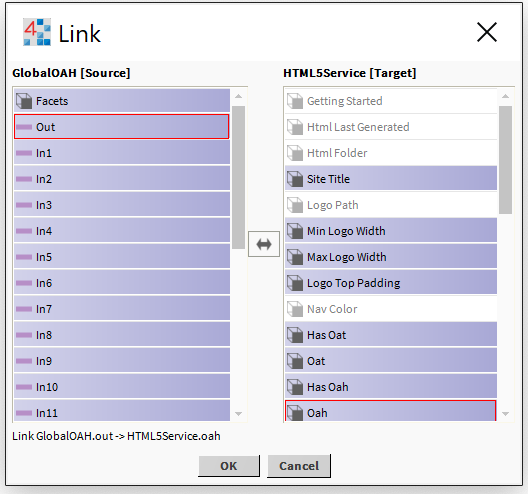 4
Link
GlobalOAH [Source]
HTML5Service [Target]
Facets
Out
In1
In2
In3
In4
In5
In6
In7
In8
In9
In10
In11
Getting Started
Html Last Generated
Html Folder
Site Title
Logo Path
Min Logo Width
Max Logo Width
Logo Top Padding
Nav Color
Has Oat
Oat
Has Oah
Oah
Link GlobalOAH.out -> HTML5Service.oah
OK
Cancel